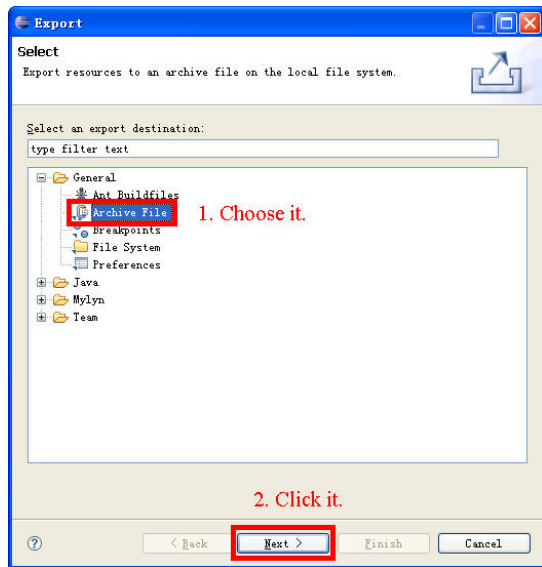 Export
Select
Export resources to an archive file on the local file system.
Select an export destination:
type filter text
General
Ant Buildfiles
Archive File
1. Choose it.
Breakpoints
File System
Preferences
Java
Mylyn
Team
2. Click it.
< Back
Next >
Finish
Cancel